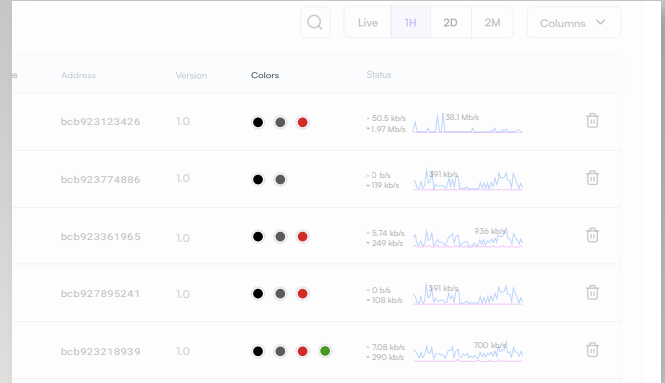 Live 1H 2D 2M Columns
Address Version Colors Status
bcb923123426 1.0 50.5 kb/s 1.97 Mb/s 138.1 Mb/s
bcb923774886 1.0 0 b/s 119 kb/s 391 kb/s
bcb923361965 1.0 5.74 kb/s 249 kb/s 936 kb/s
bcb927895241 1.0 0 b/s 108 kb/s 591 kb/s
bcb923218939 1.0 7.08 kb/s 290 kb/s 700 kb/s